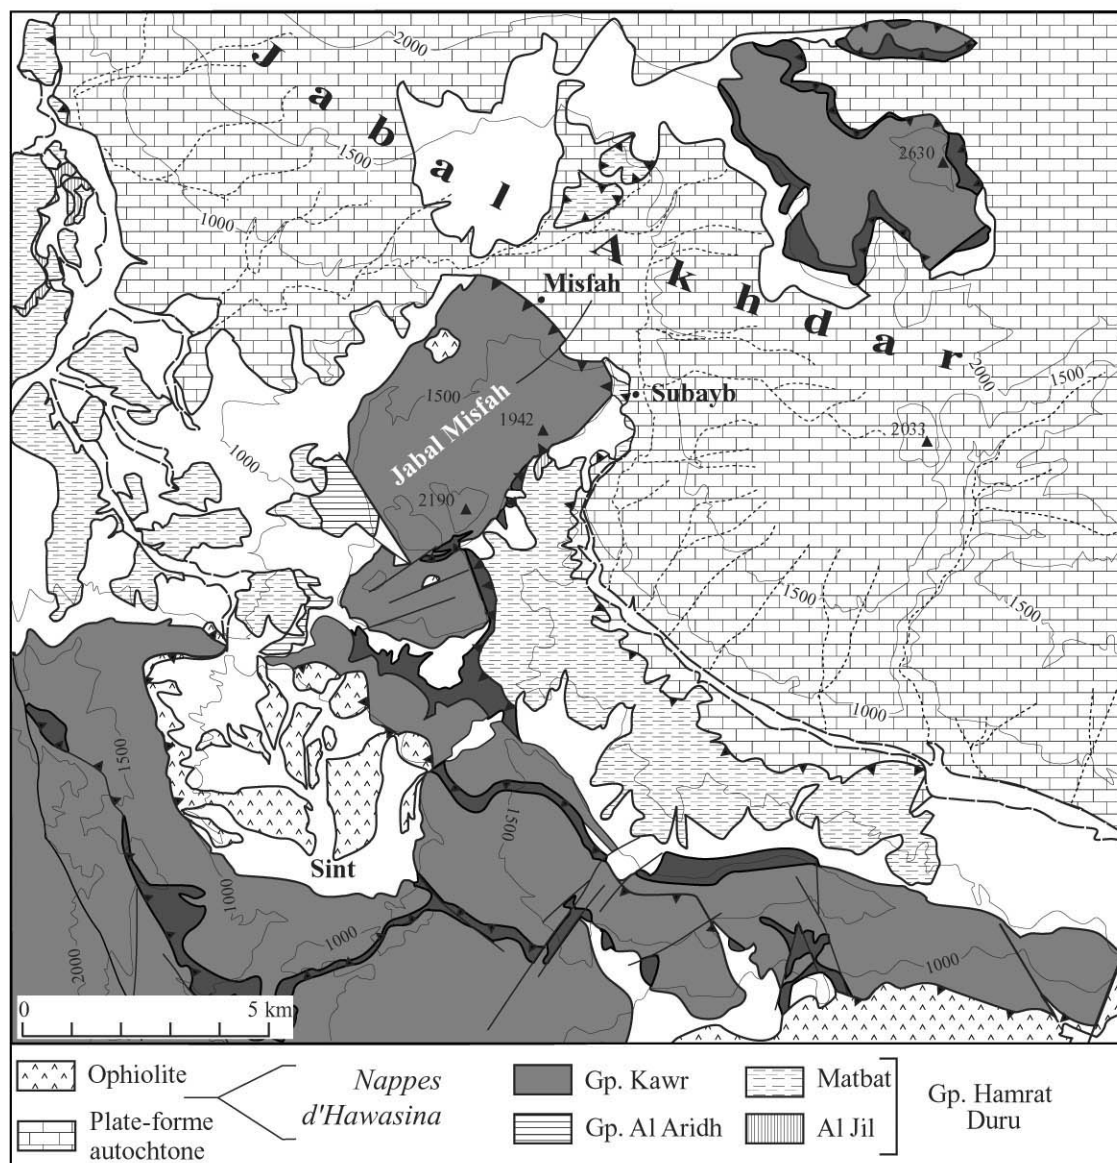 2000
Jabal
1500
2630
1000
Akhdar
Misfah
2000
1500
1500
Subayb
1942
Jabal Misfah
2033
1000
2190
1500
1500
1000
1500
1500
Sint
1000
1000
2000
1000
0 5 km
Ophiolite
Plate-forme
autochtone
Nappes
d'Hawasina
Gp. Kawr
Gp. Al Aridh
Matbat
Al Jil
Gp. Hamrat
Duru